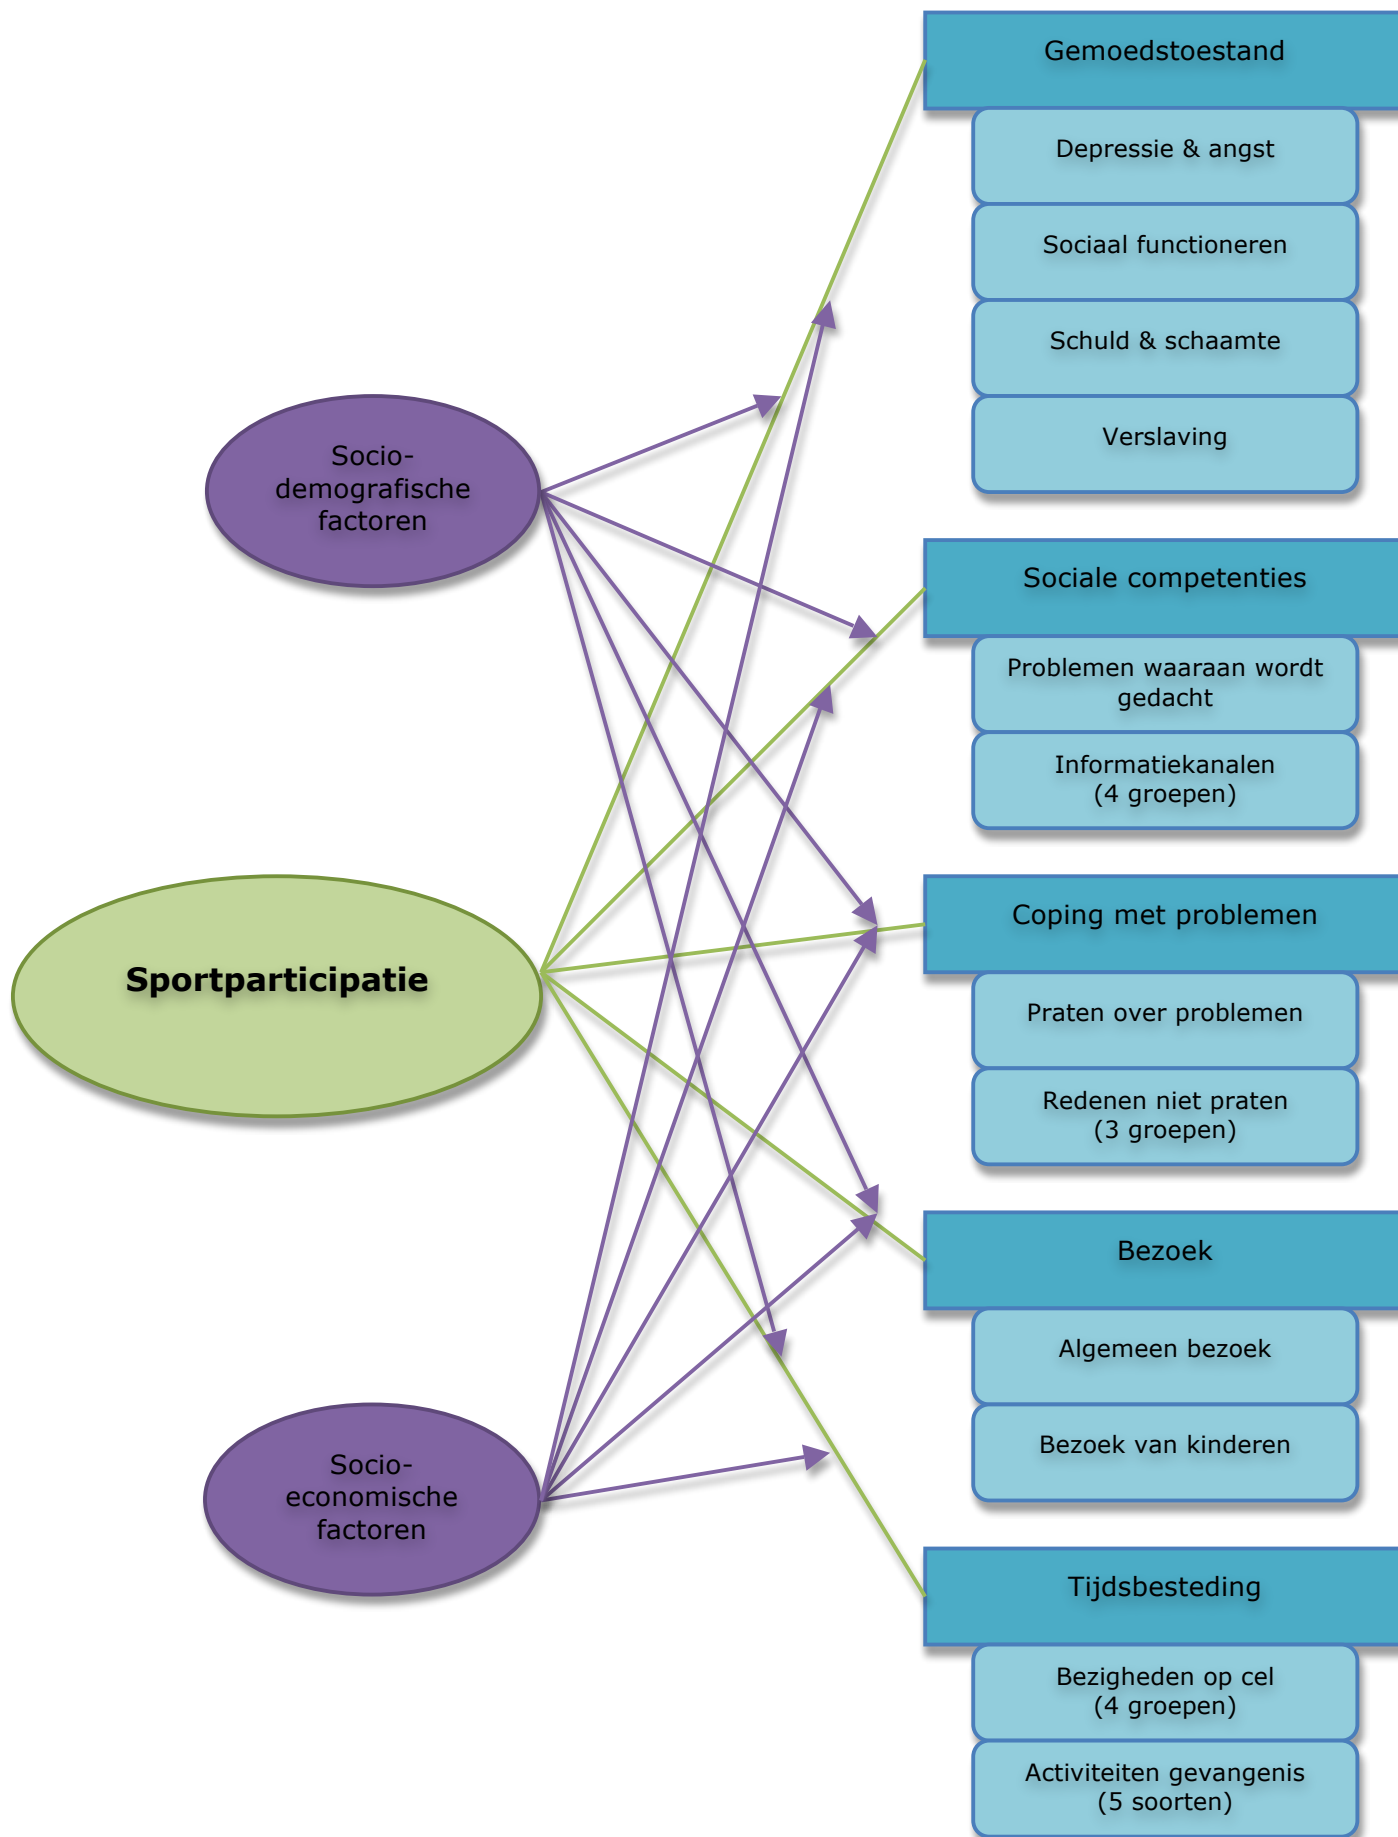 Gemoedstoestand
Depressie & angst
Sociaal functioneren
Schuld & schaamte
Verslaving
Socio-
demografische
factoren
Sociale competenties
Problemen waaraan wordt
gedacht
Informatiekanalen
(4 groepen)
Sportparticipatie
Coping met problemen
Praten over problemen
Redenen niet praten
(3 groepen)
Bezoek
Algemeen bezoek
Bezoek van kinderen
Socio-
economische
factoren
Tijdsbesteding
Bezigheden op cel
(4 groepen)
Activiteiten gevangenis
(5 soorten)